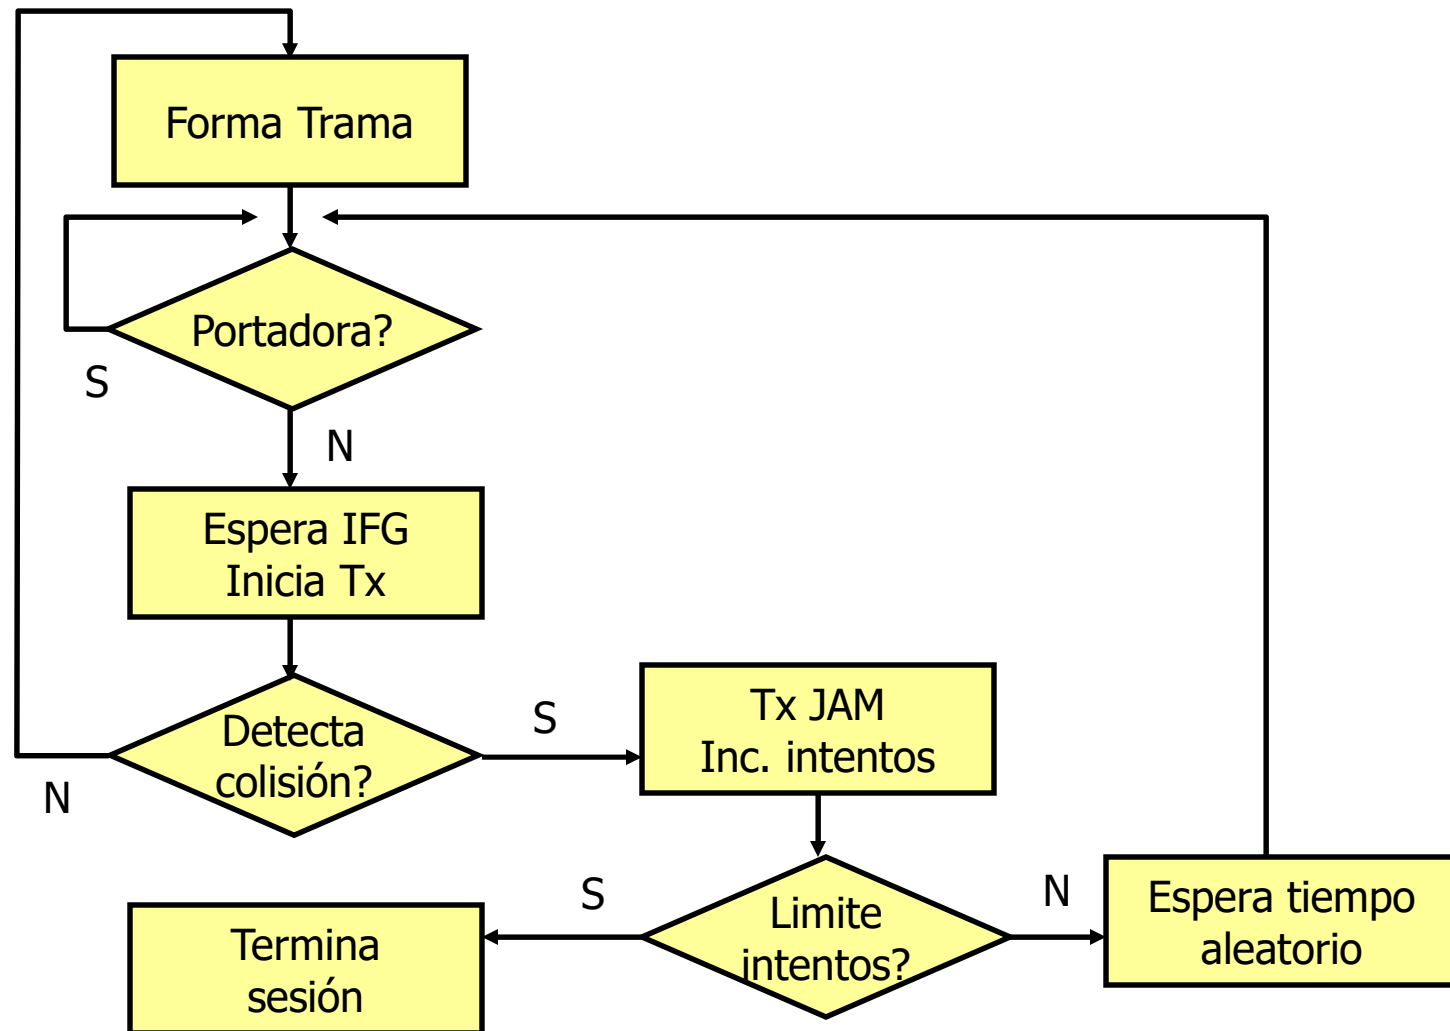 Forma Trama
Portadora?
S
N
Espera IFG
Inicia Tx
Detecta
colisión?
N
S
Tx JAM
Inc. intentos
Limite
intentos?
S
N
Termina
sesión
Espera tiempo
aleatorio